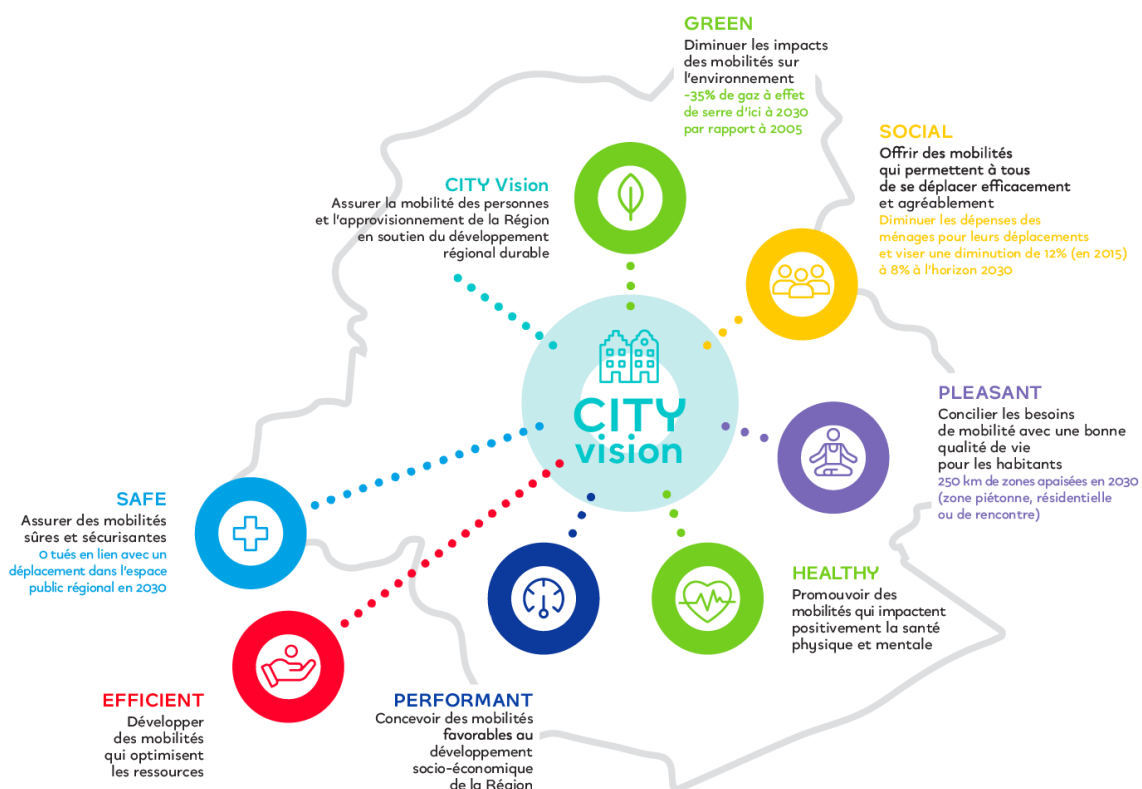 GREEN
Diminuer les impacts
des mobilités sur
l'environnement
-35% de gaz à effet
de serre d'ici à 2030
par rapport à 2005
SOCIAL
Offrir des mobilités
qui permettent à tous
de se déplacer efficacement
et agréablement
Diminuer les dépenses des
ménages pour leurs déplacements
et viser une diminution de 12% (en 2015)
à 8% à l'horizon 2030
CITY Vision
Assurer la mobilité des personnes
et l'approvisionnement de la Région
en soutien du développement
régional durable
CITY
vision
PLEASANT
Concilier les besoins
de mobilité avec une bonne
qualité de vie
pour les habitants
250 km de zones apaisées en 2030
(zone piétonne, résidentielle
ou de rencontre)
SAFE
Assurer des mobilités
sûres et sécurisantes
0 tués en lien avec un
déplacement dans l'espace
public régional en 2030
HEALTHY
Promouvoir des
mobilités qui impactent
positivement la santé
physique et mentale
EFFICIENT
Développer
des mobilités
qui optimisent
les ressources
PERFORMANT
Concevoir des mobilités
favorables au
développement
socio-économique
de la Région